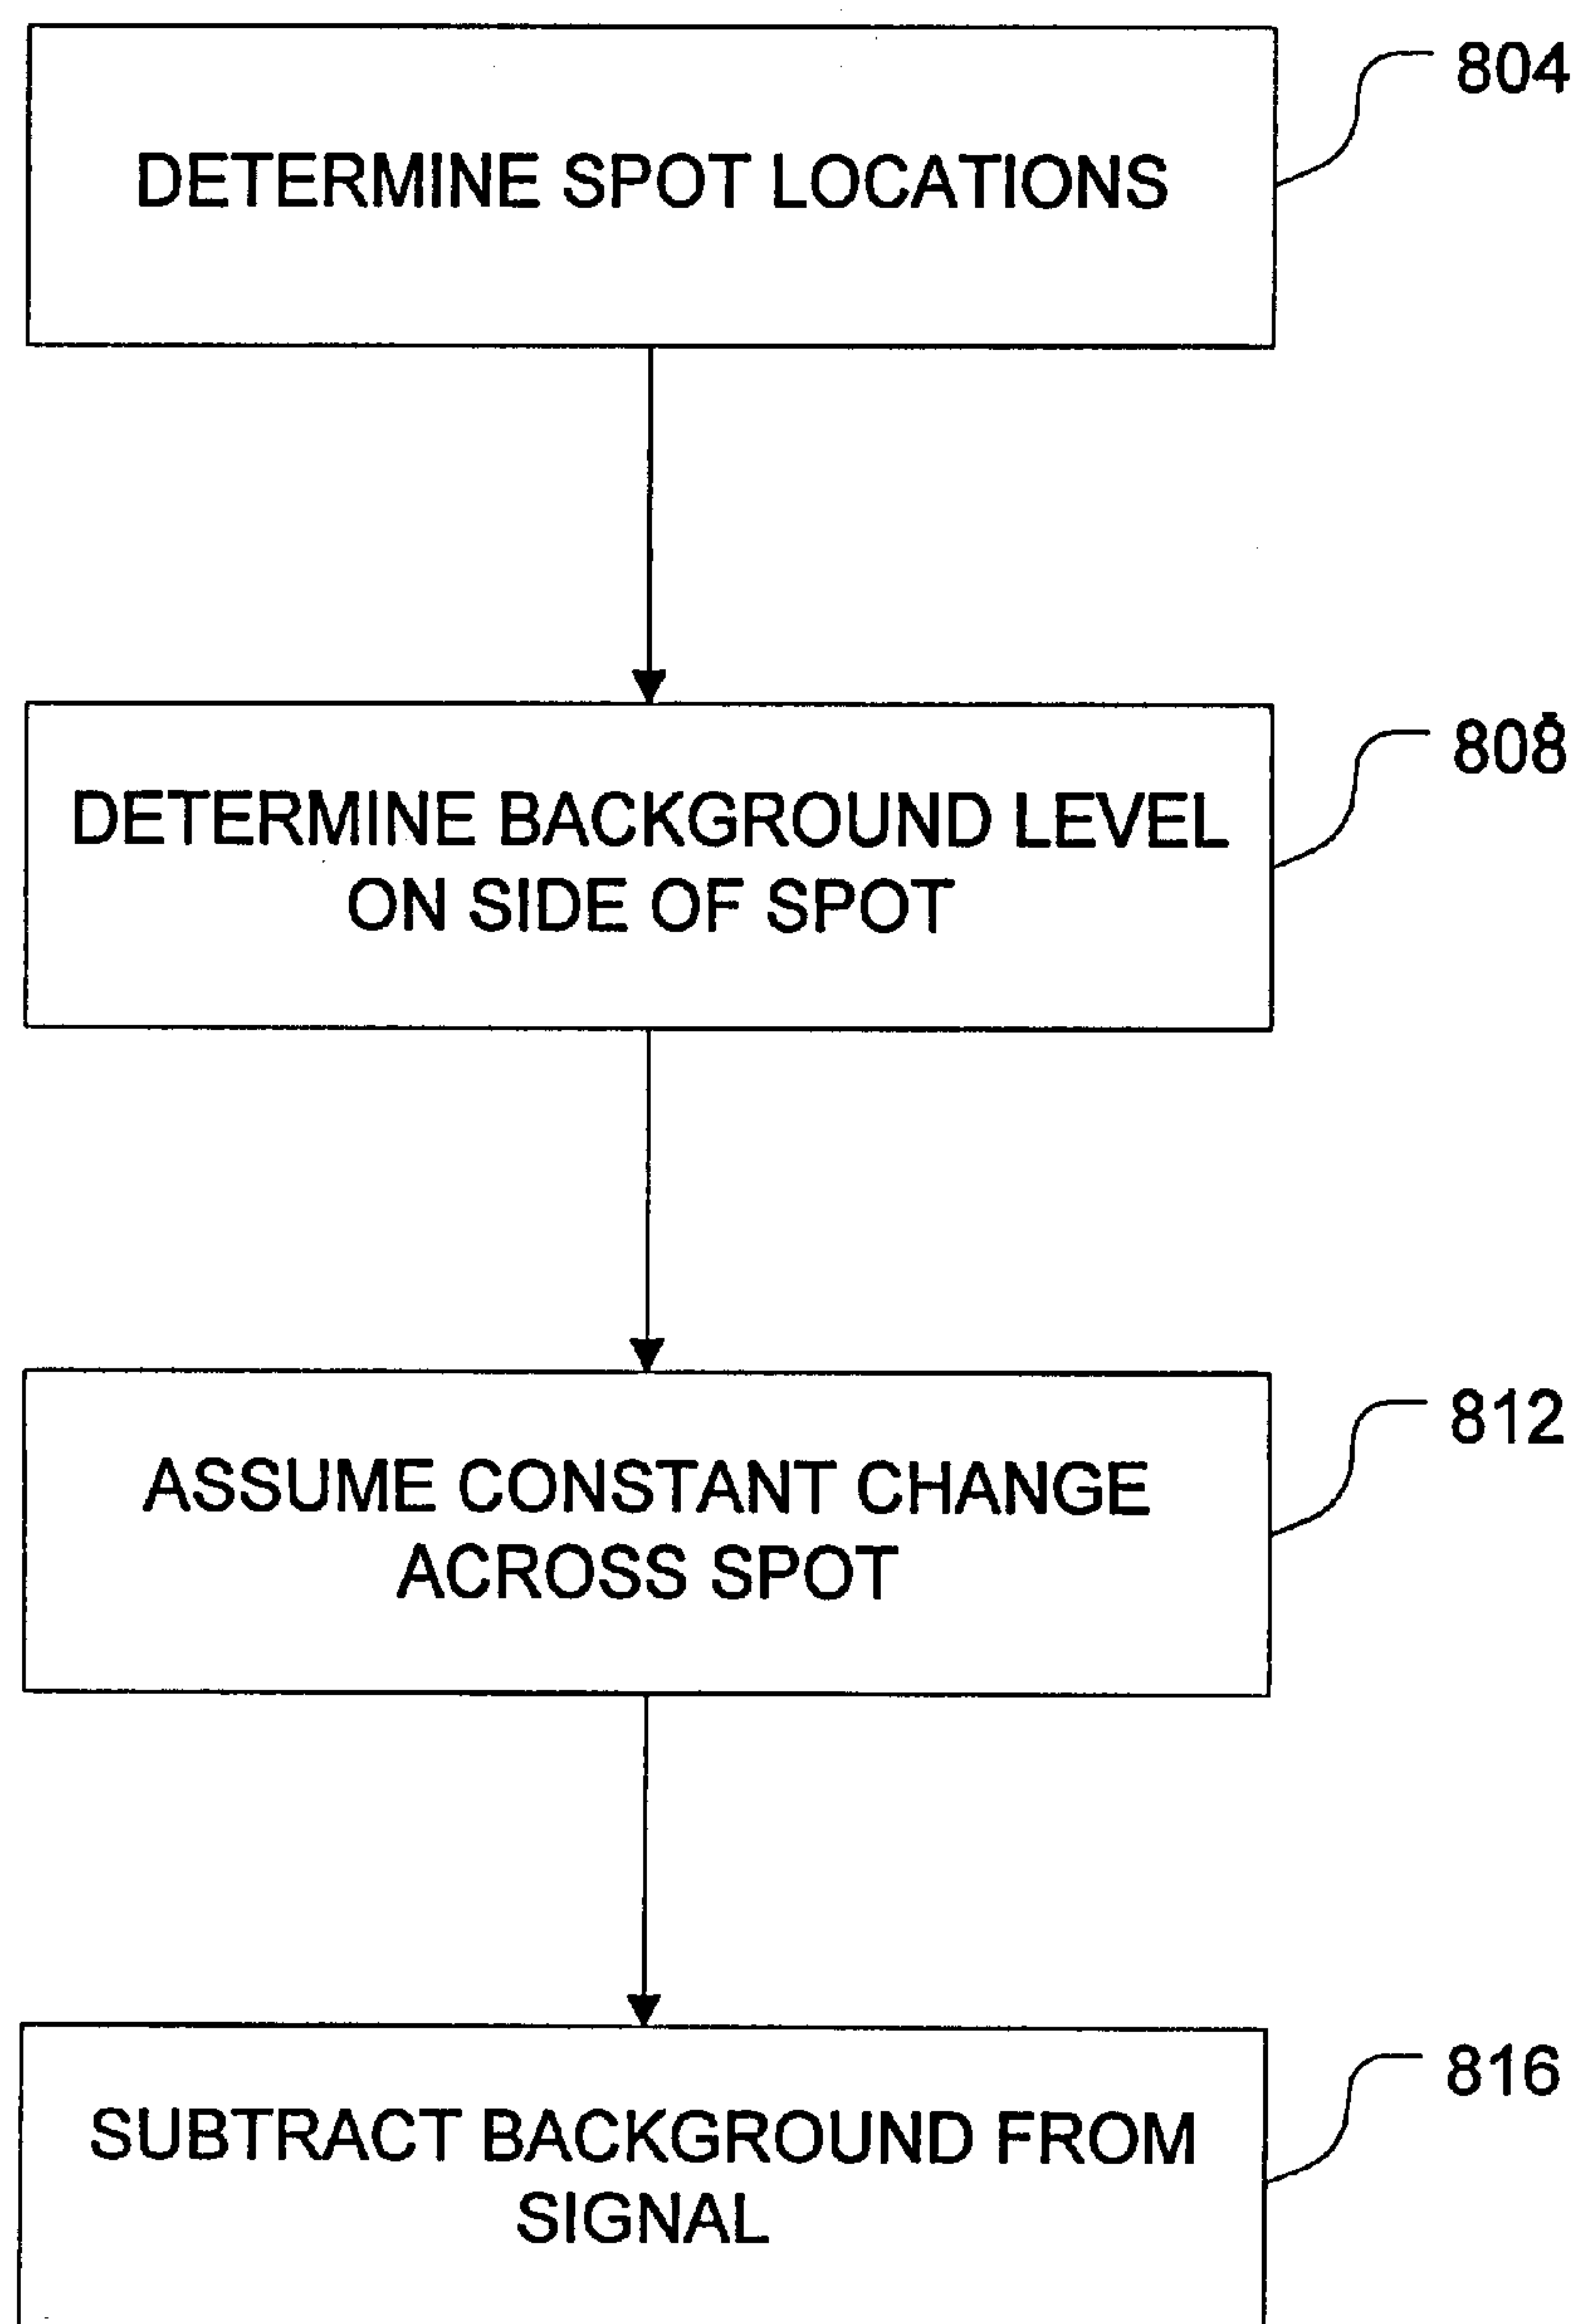 804
DETERMINE SPOT LOCATIONS
808
DETERMINE BACKGROUND LEVEL
ON SIDE OF SPOT
812
ASSUME CONSTANT CHANGE
ACROSS SPOT
816
SUBTRACT BACKGROUND FROM
SIGNAL